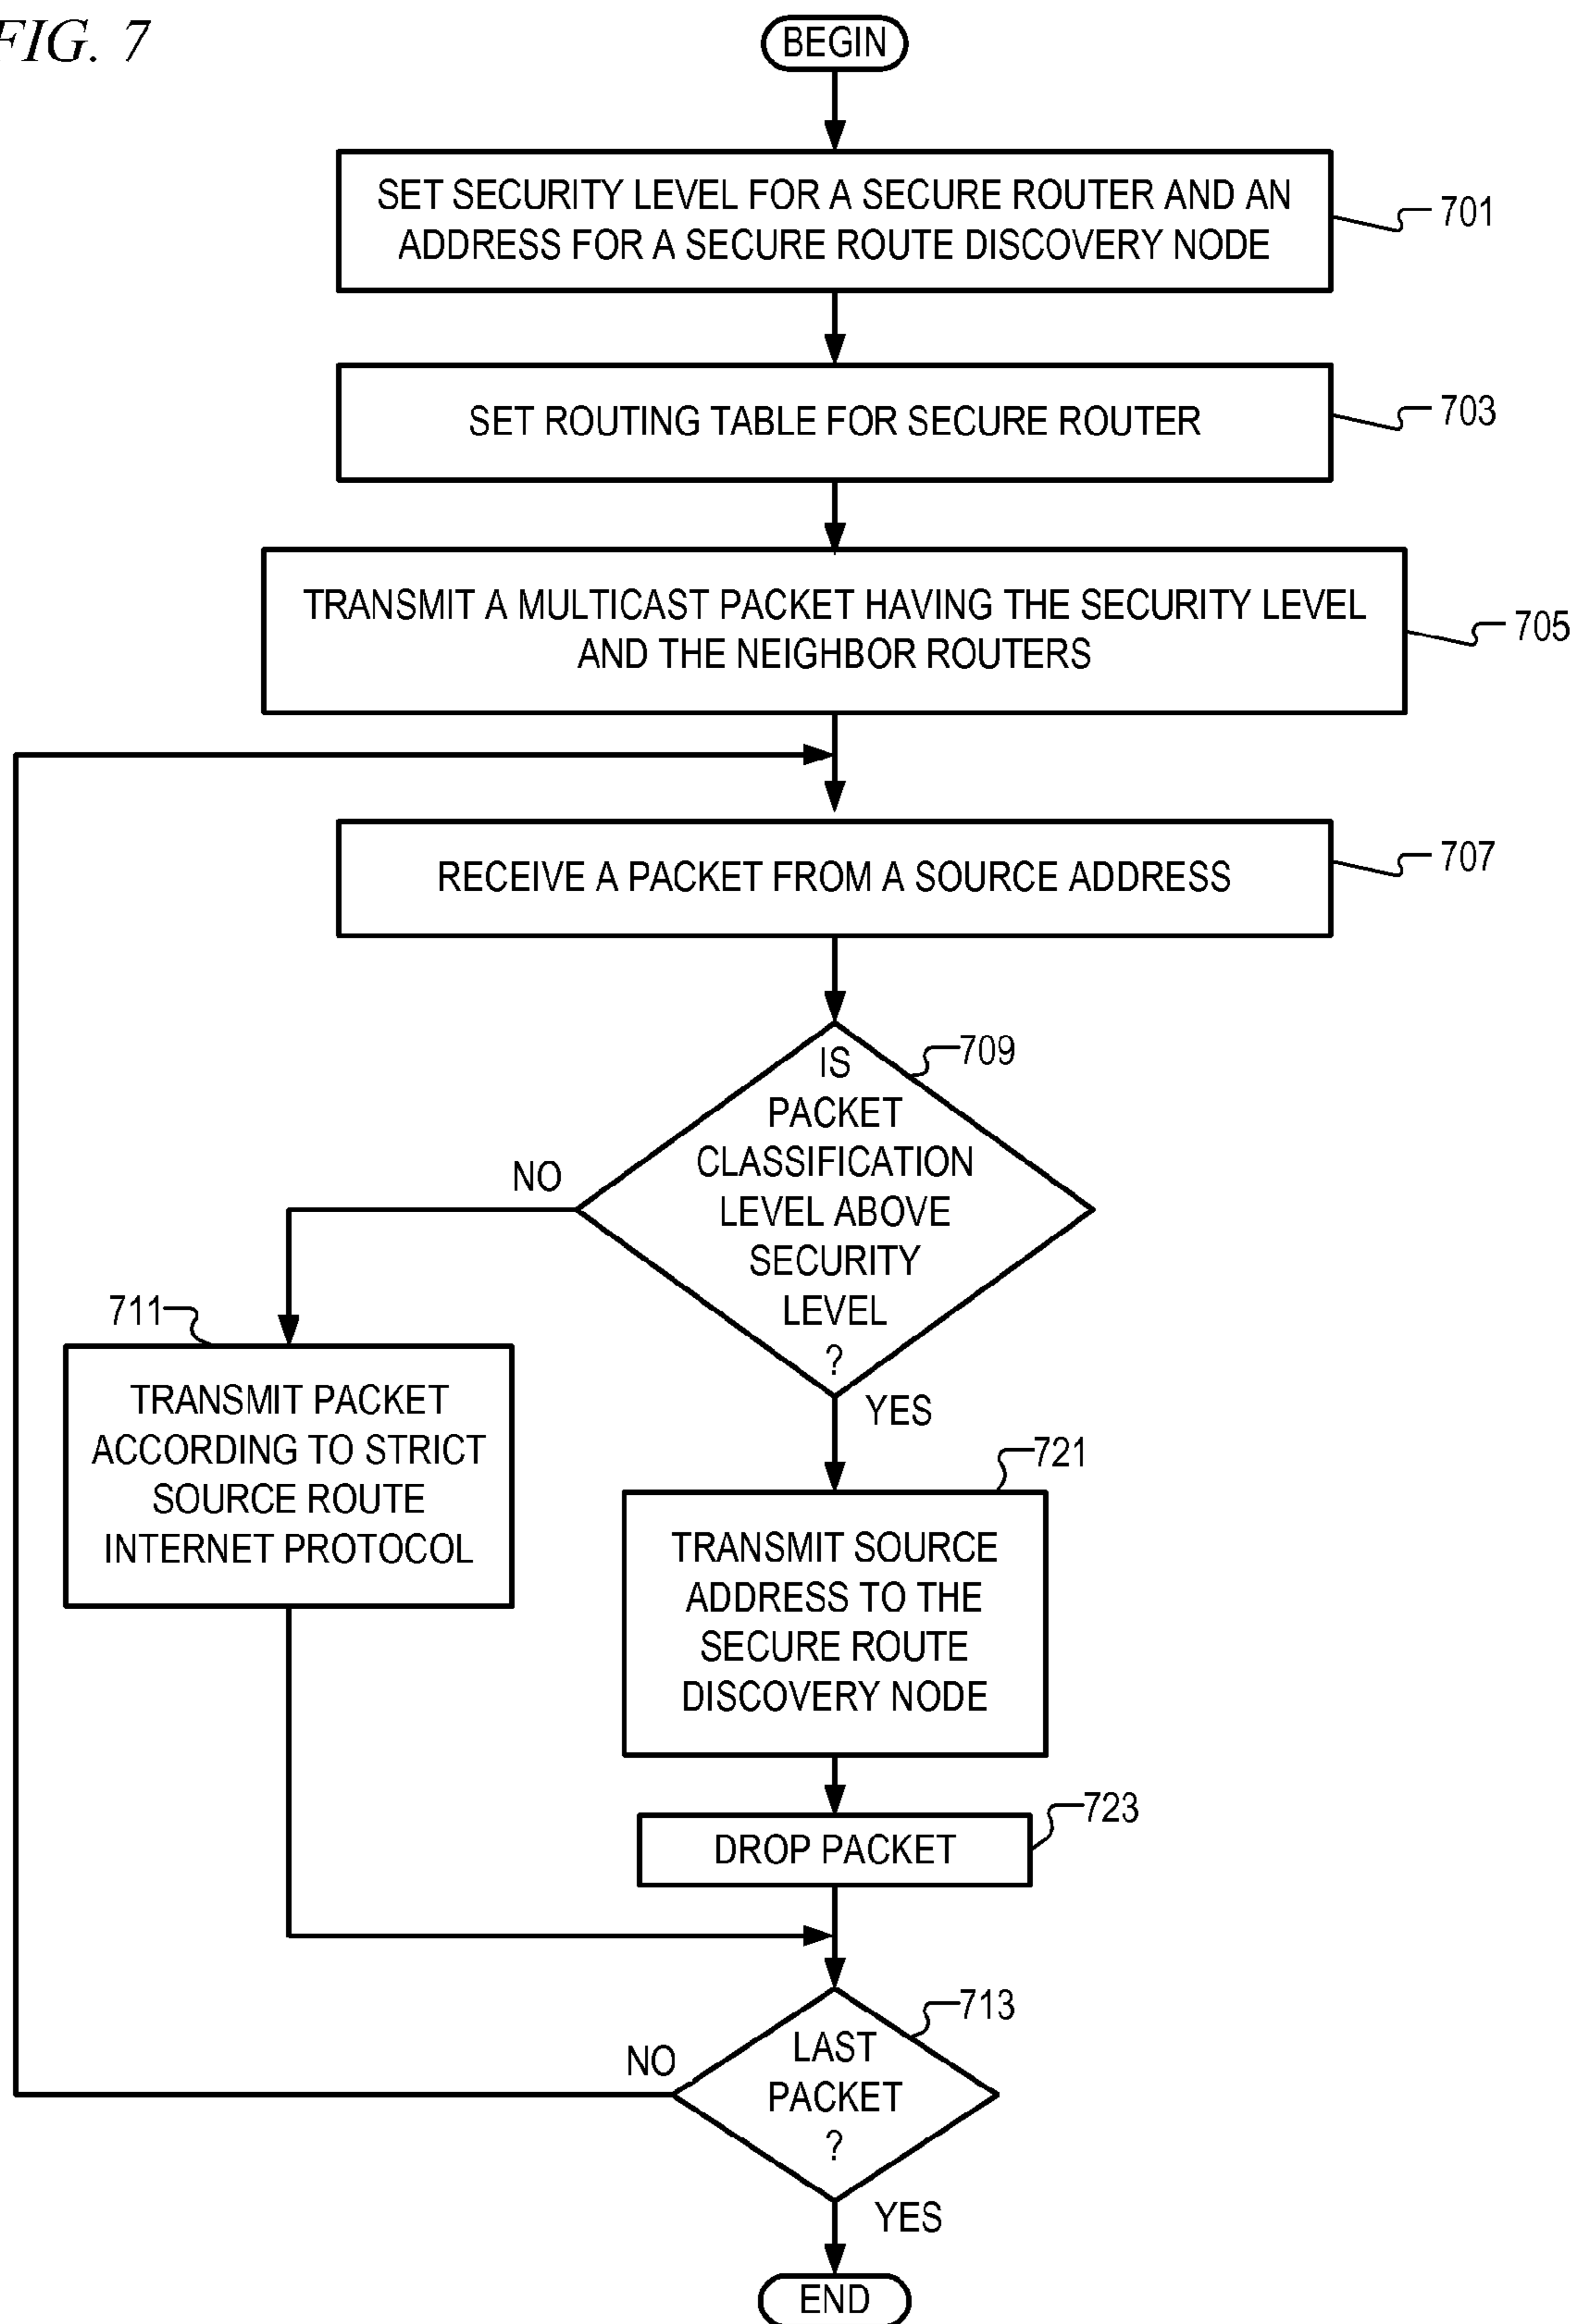 FIG. 7
BEGIN
SET SECURITY LEVEL FOR A SECURE ROUTER AND AN
ADDRESS FOR A SECURE ROUTE DISCOVERY NODE
701
SET ROUTING TABLE FOR SECURE ROUTER
703
TRANSMIT A MULTICAST PACKET HAVING THE SECURITY LEVEL
AND THE NEIGHBOR ROUTERS
705
RECEIVE A PACKET FROM A SOURCE ADDRESS
707
IS
PACKET
CLASSIFICATION
LEVEL ABOVE
SECURITY
LEVEL
?
709
NO
YES
711
TRANSMIT PACKET
ACCORDING TO STRICT
SOURCE ROUTE
INTERNET PROTOCOL
721
TRANSMIT SOURCE
ADDRESS TO THE
SECURE ROUTE
DISCOVERY NODE
723
DROP PACKET
713
LAST
PACKET
?
NO
YES
END